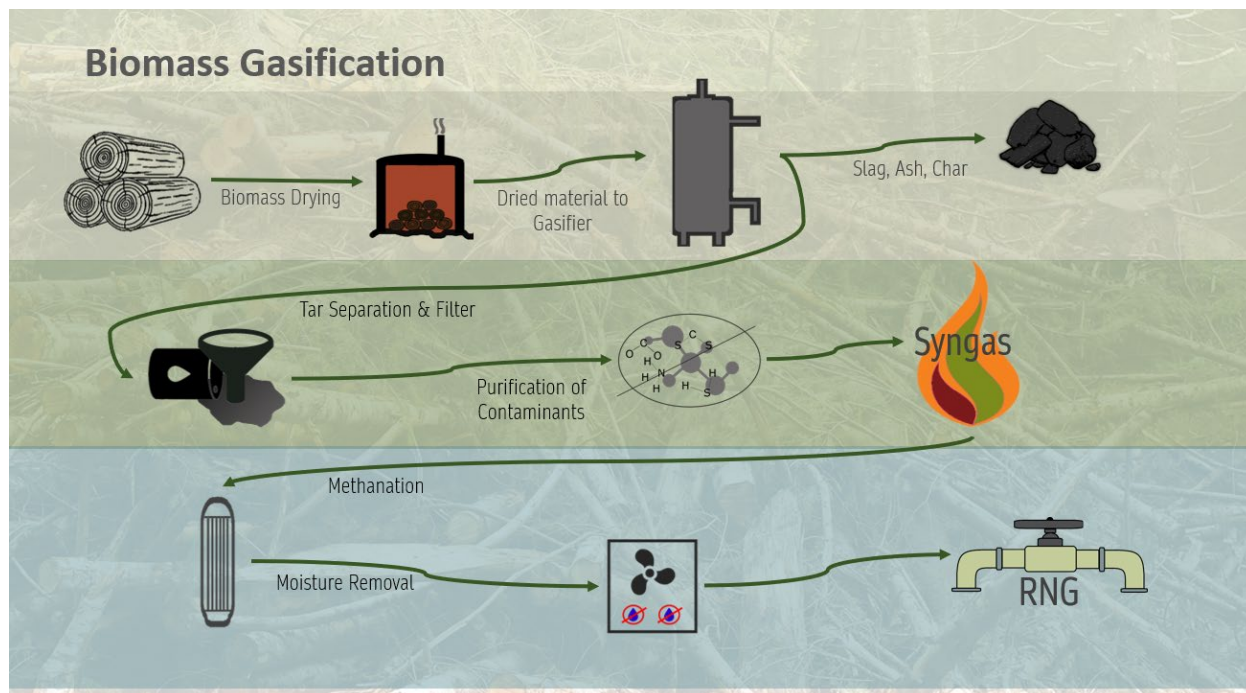 Biomass Gasification
Biomass Drying
Dried material to
Gasifier
Slag, Ash, Char
Tar Separation & Filter
Purification of
Contaminants
C
O
O
H
S
C
S
N
H
H
H
H
S
Syngas
Methanation
Moisture Removal
RNG